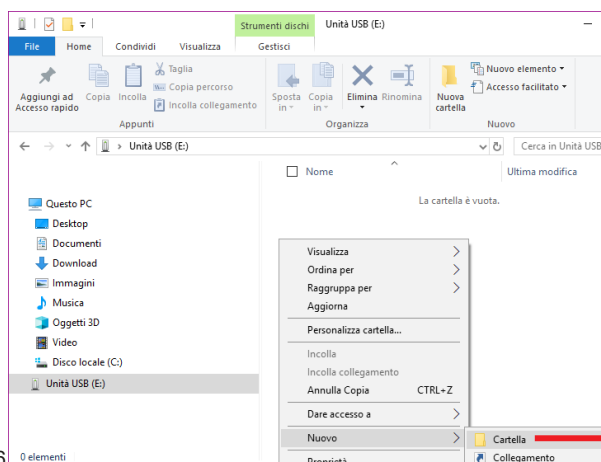 Strumenti dischi Unità USB (E:)
File Home Condividi Visualizza Gestisci
Aggiungi ad Accesso rapido
Copia
Incolla
Taglia
Copia percorso
Incolla collegamento
Appunti
Sposta in
Copia in
Elimina
Rinomina
Organizza
Nuova cartella
Nuovo elemento
Accesso facilitato
Nuovo
Unità USB (E:)
Cerca in Unità USB
Nome Ultima modifica
La cartella è vuota.
Questo PC
Desktop
Documenti
Download
Immagini
Musica
Oggetti 3D
Video
Disco locale (C:)
Unità USB (E:)
Visualizza
Ordina per
Raggruppa per
Aggiorna
Personalizza cartella...
Incolla
Incolla collegamento
Annulla Copia CTRL+Z
Dare accesso a
Nuovo
Proprietà
Cartella
Collegamento
0 elementi